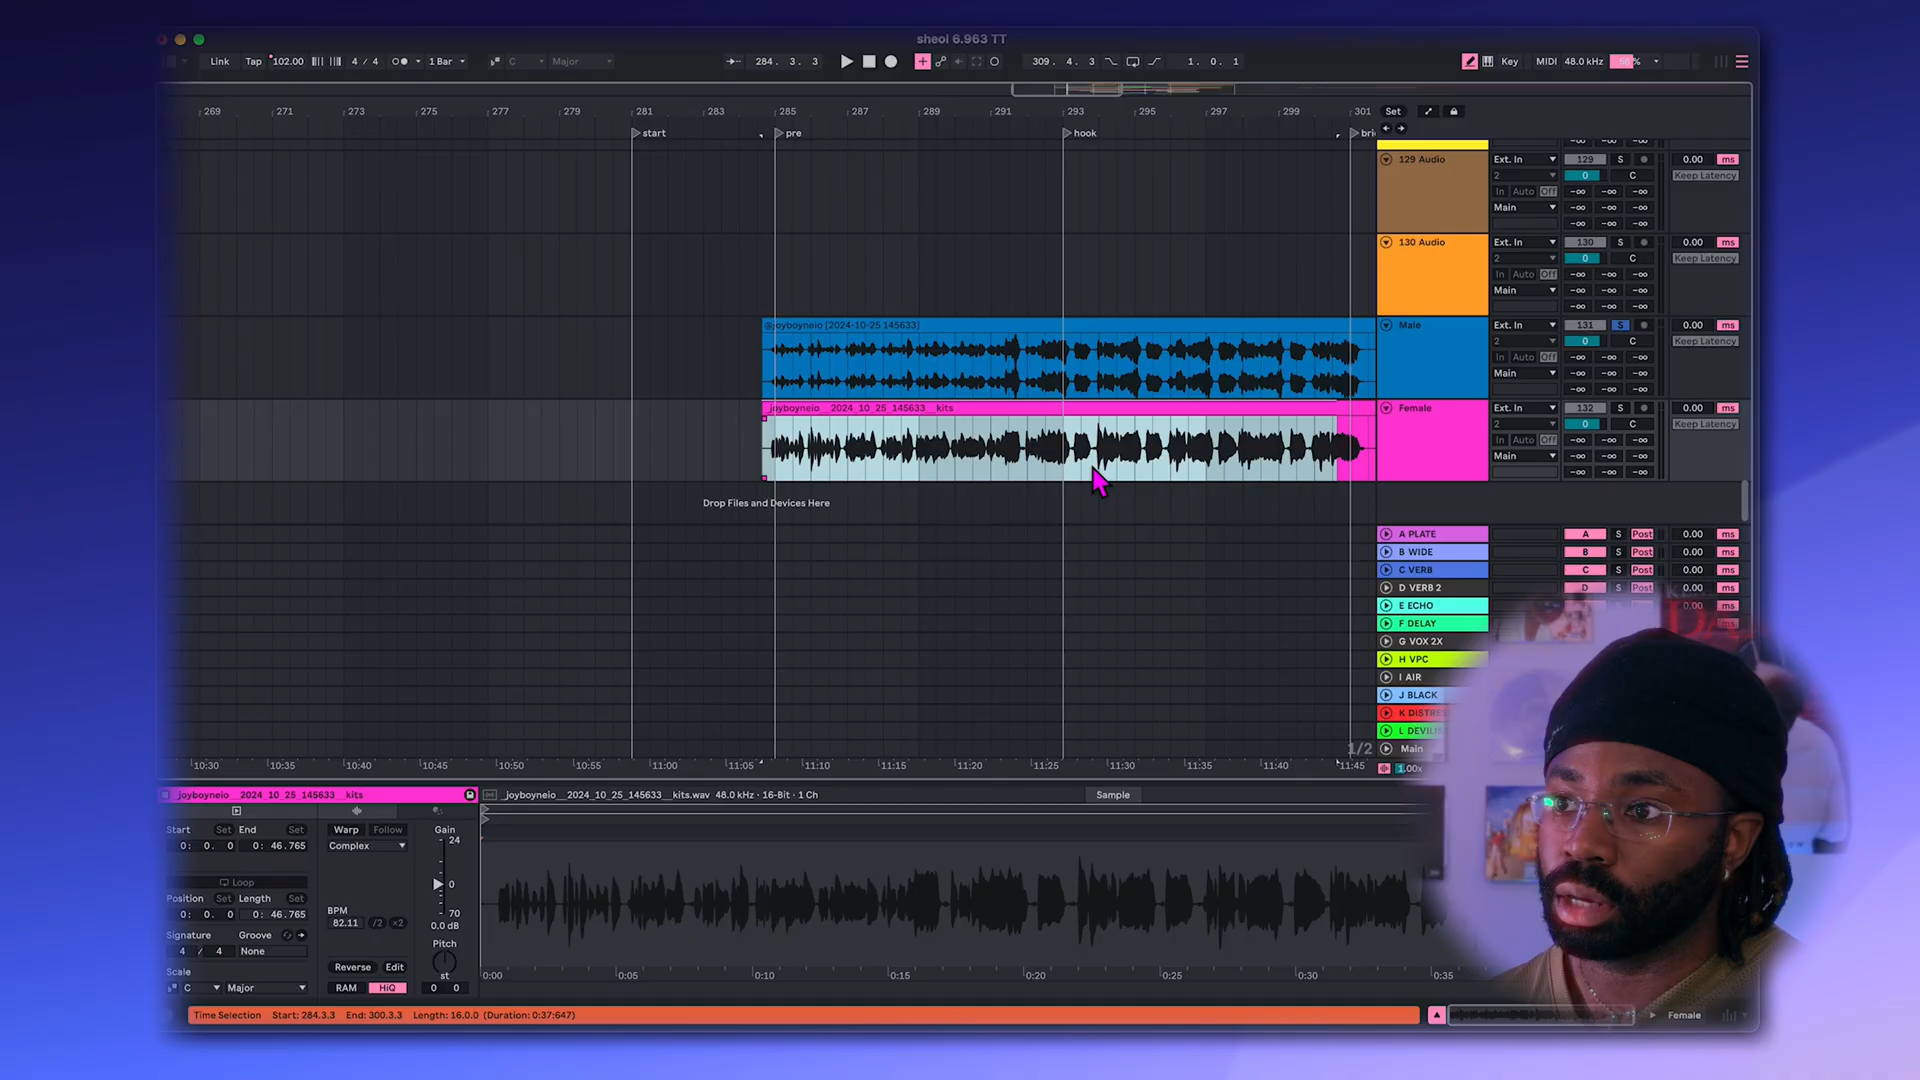 sheol 6.963 TT
Link Tap 102.00 4 / 4 1 Bar C Major 284. 3. 3 309. 4. 3 1. 0. 1 Key MIDI 48.0 kHz %
269 271 273 275 277 279 281 283 285 287 289 291 293 295 297 299 301 Set
start pre hook bri
129 Audio Ext. In 129 S 0.00 ms
2 0 C Keep Latency
In Auto Off -∞ -∞ -∞
Main -∞ -∞ -∞
-∞ -∞ -∞
130 Audio Ext. In 130 S 0.00 ms
2 0 C Keep Latency
In Auto Off -∞ -∞ -∞
Main -∞ -∞ -∞
-∞ -∞ -∞
joyboyneio [2024-10-25 145633] Male Ext. In 131 S 0.00 ms
2 0 C Keep Latency
In Auto Off -∞ -∞ -∞
Main -∞ -∞ -∞
-∞ -∞ -∞
_joyboyneio__2024_10_25_145633__kits Female Ext. In 132 S 0.00 ms
2 0 C Keep Latency
In Auto Off -∞ -∞ -∞
Main -∞ -∞ -∞
-∞ -∞ -∞
Drop Files and Devices Here
A PLATE A S Post 0.00 ms
B WIDE B S Post 0.00 ms
C VERB C S Post 0.00 ms
D VERB 2 D S Post 0.00 ms
E ECHO 0.00 ms
F DELAY ms
G VOX 2X
H VPC
I AIR
J BLACK
K DISTRES
L DEVILIS
1/2 Main
10:30 10:35 10:40 10:45 10:50 10:55 11:00 11:05 11:10 11:15 11:20 11:25 11:30 11:35 11:40 11:45 1.00x
_joyboyneio__2024_10_25_145633__kits _joyboyneio__2024_10_25_145633__kits.wav 48.0 kHz · 16-Bit · 1 Ch Sample
Start Set End Set Warp Follow Gain
0: 0. 0 0: 46.765 Complex 24
Loop 0
Position Set Length Set
0: 0. 0 0: 46.765 BPM 70
82.11 /2 ×2 0.0 dB
Signature Groove Pitch
4 / 4 None
Reverse Edit st
Scale
C Major RAM HiQ 0 0
0:00 0:05 0:10 0:15 0:20 0:25 0:30 0:35
Time Selection Start: 284.3.3 End: 300.3.3 Length: 16.0.0 (Duration: 0:37:647) Female